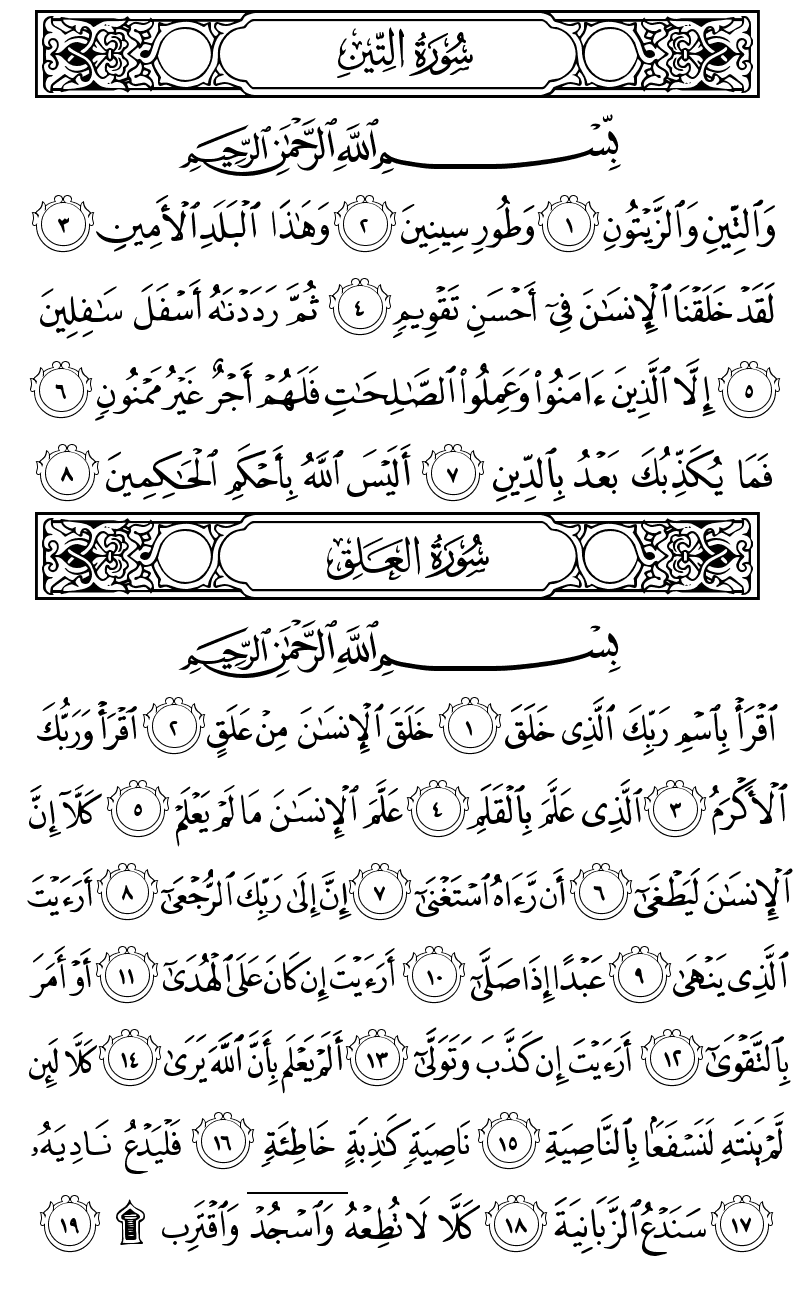 سُورَةُ التِّينِ
بِّسْمِ ٱللَّهِ ٱلرَّحْمَٰنِ ٱلرَّحِيمِ
وَٱلتِّينِ وَٱلزَّيْتُونِ ١ وَطُورِ سِينِينَ ٢ وَهَٰذَا ٱلْبَلَدِ ٱلْأَمِينِ ٣
لَقَدْ خَلَقْنَا ٱلْإِنسَٰنَ فِىٓ أَحْسَنِ تَقْوِيمٍ ٤ ثُمَّ رَدَدْنَٰهُ أَسْفَلَ سَٰفِلِينَ
٥ إِلَّا ٱلَّذِينَ ءَامَنُوا۟ وَعَمِلُوا۟ ٱلصَّٰلِحَٰتِ فَلَهُمْ أَجْرٌ غَيْرُ مَمْنُونٍ ٦
فَمَا يُكَذِّبُكَ بَعْدُ بِٱلدِّينِ ٧ أَلَيْسَ ٱللَّهُ بِأَحْكَمِ ٱلْحَٰكِمِينَ ٨
سُورَةُ العَلَقِ
بِسْمِ ٱللَّهِ ٱلرَّحْمَٰنِ ٱلرَّحِيمِ
ٱقْرَأْ بِٱسْمِ رَبِّكَ ٱلَّذِى خَلَقَ ١ خَلَقَ ٱلْإِنسَٰنَ مِنْ عَلَقٍ ٢ ٱقْرَأْ وَرَبُّكَ
ٱلْأَكْرَمُ ٣ ٱلَّذِى عَلَّمَ بِٱلْقَلَمِ ٤ عَلَّمَ ٱلْإِنسَٰنَ مَا لَمْ يَعْلَمْ ٥ كَلَّآ إِنَّ
ٱلْإِنسَٰنَ لَيَطْغَىٰٓ ٦ أَن رَّءَاهُ ٱسْتَغْنَىٰٓ ٧ إِنَّ إِلَىٰ رَبِّكَ ٱلرُّجْعَىٰٓ ٨ أَرَءَيْتَ
ٱلَّذِى يَنْهَىٰ ٩ عَبْدًا إِذَا صَلَّىٰٓ ١٠ أَرَءَيْتَ إِن كَانَ عَلَى ٱلْهُدَىٰٓ ١١ أَوْ أَمَرَ
بِٱلتَّقْوَىٰٓ ١٢ أَرَءَيْتَ إِن كَذَّبَ وَتَوَلَّىٰٓ ١٣ أَلَمْ يَعْلَم بِأَنَّ ٱللَّهَ يَرَىٰ ١٤ كَلَّا لَئِن
لَّمْ يَنتَهِ لَنَسْفَعًۢا بِٱلنَّاصِيَةِ ١٥ نَاصِيَةٍ كَٰذِبَةٍ خَاطِئَةٍ ١٦ فَلْيَدْعُ نَادِيَهُۥ
١٧ سَنَدْعُ ٱلزَّبَانِيَةَ ١٨ كَلَّا لَا تُطِعْهُ وَٱسْجُدْ وَٱقْتَرِب ۩ ١٩